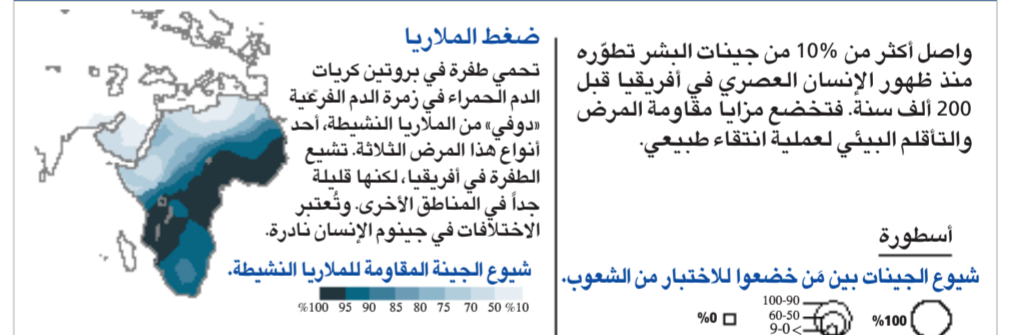 واصل أكثر من 10% من جينات البشر تطوّره
منذ ظهور الإنسان العصري في أفريقيا قبل
200 ألف سنة. فتخضع مزايا مقاومة المرض
والتأقلم البيئي لعملية انتقاء طبيعي.
ضغط الملاريا
تحمي طفرة في بروتين كريات
الدم الحمراء في زمرة الدم الفرعية
«دوفي» من الملاريا النشيطة، أحد
أنواع هذا المرض الثلاثة. تشيع
الطفرة في أفريقيا، لكنها قليلة
جداً في المناطق الأخرى. وتُعتبر
الاختلافات في جينوم الإنسان نادرة.
شيوع الجينة المقاومة للملاريا النشيطة.
%100 95 90 85 80 75 70 50 %10
أسطورة
شيوع الجينات بين مَن خضعوا للاختبار من الشعوب.
%100
100-90
60-50
9-0<
%0